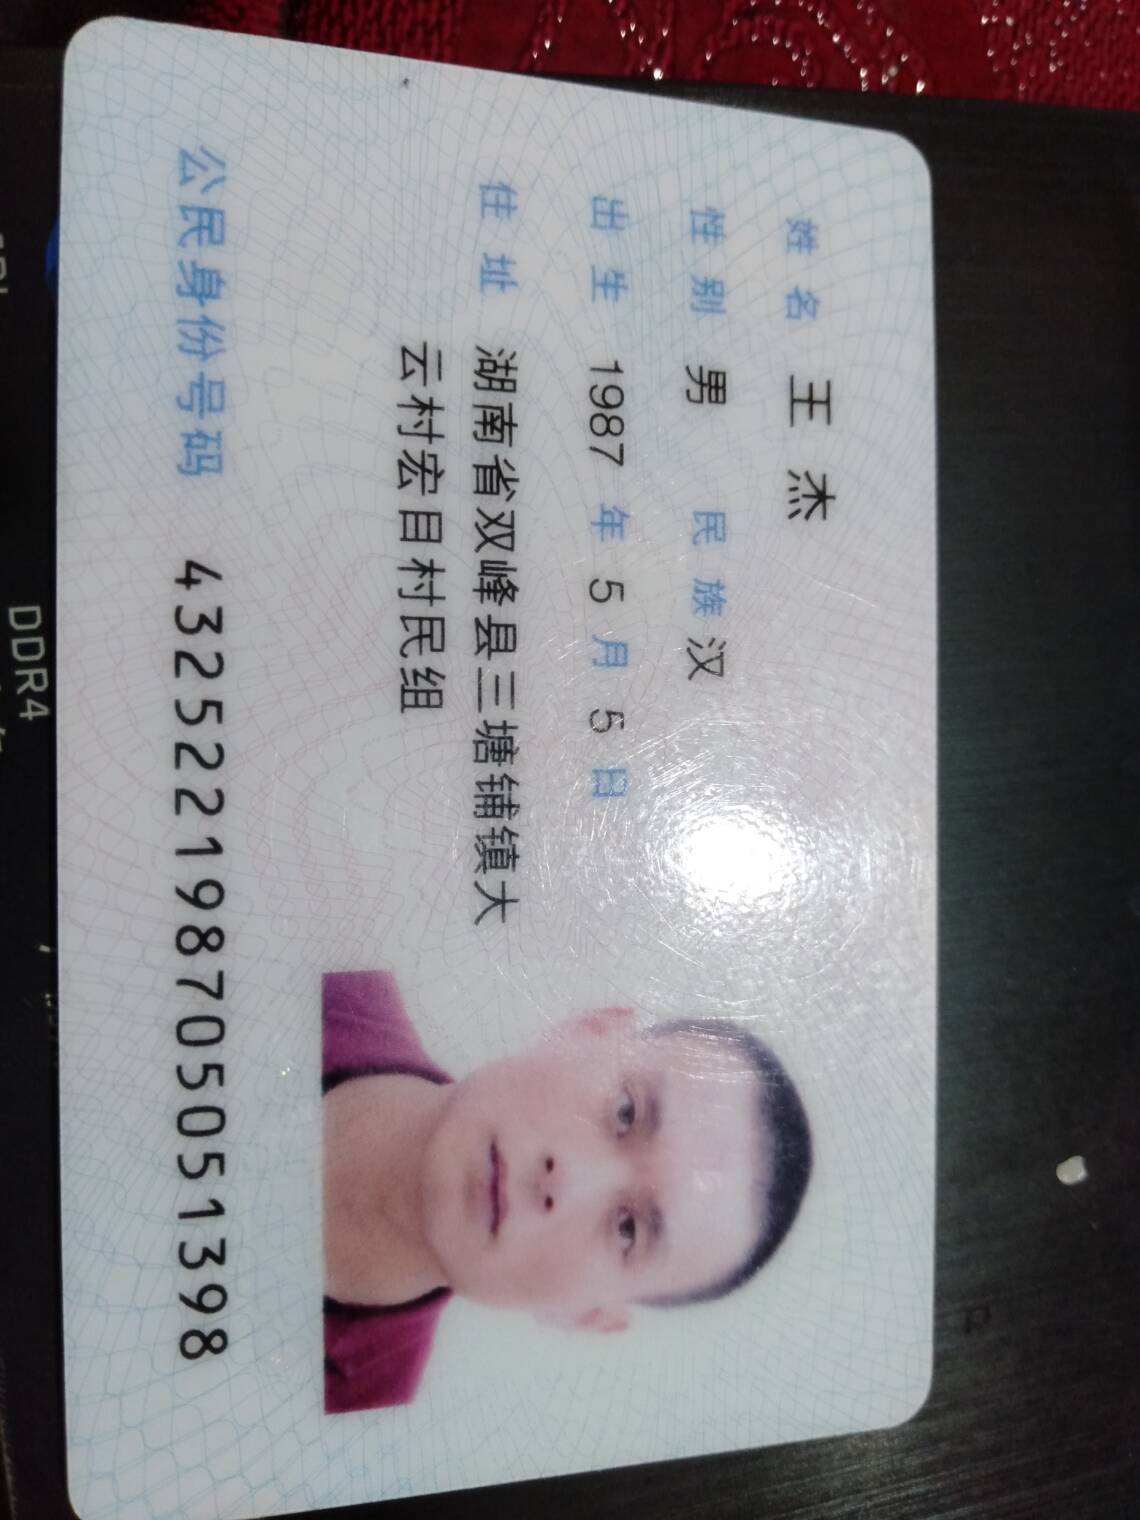 姓名 王杰
性别 男 民族 汉
出生 1987 年 5 月 5 日
住址 湖南省双峰县三塘铺镇大
云村宏目村民组
公民身份号码 432522198705051398
DDR4